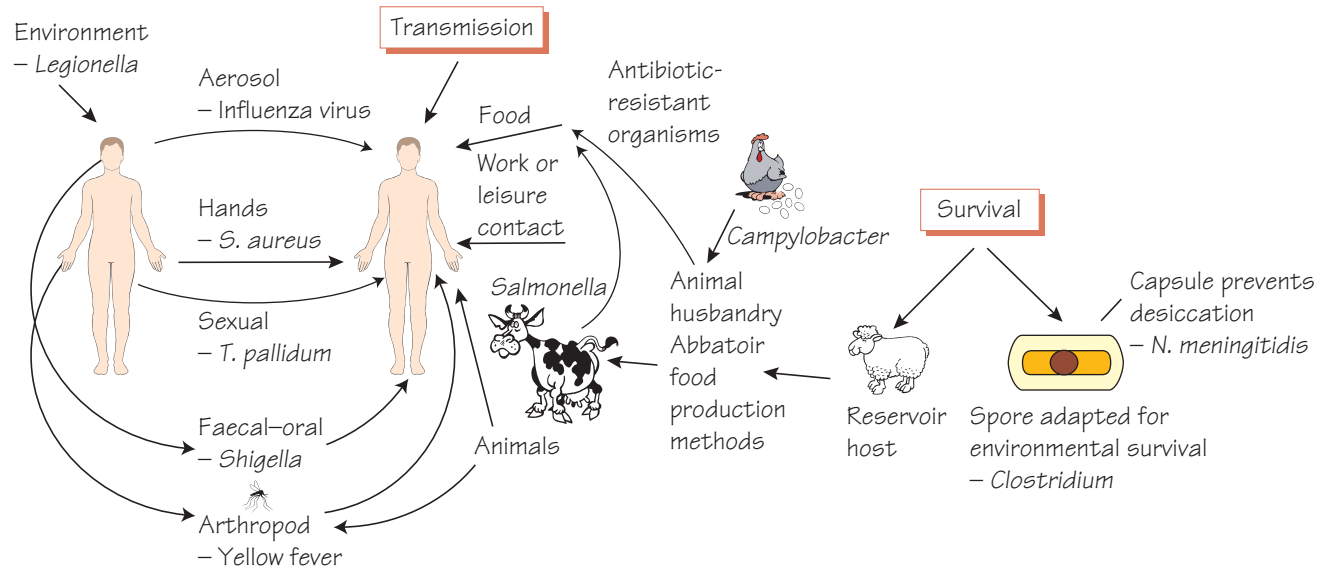 Environment
– Legionella
Transmission
Aerosol
– Influenza virus
Hands
– S. aureus
Sexual
– T. pallidum
Faecal–oral
– Shigella
Arthropod
– Yellow fever
Food
Work or
leisure
contact
Salmonella
Animals
Antibiotic-
resistant
organisms
Campylobacter
Animal
husbandry
Abbatoir
food
production
methods
Survival
Reservoir
host
Capsule prevents
desiccation
– N. meningitidis
Spore adapted for
environmental survival
– Clostridium